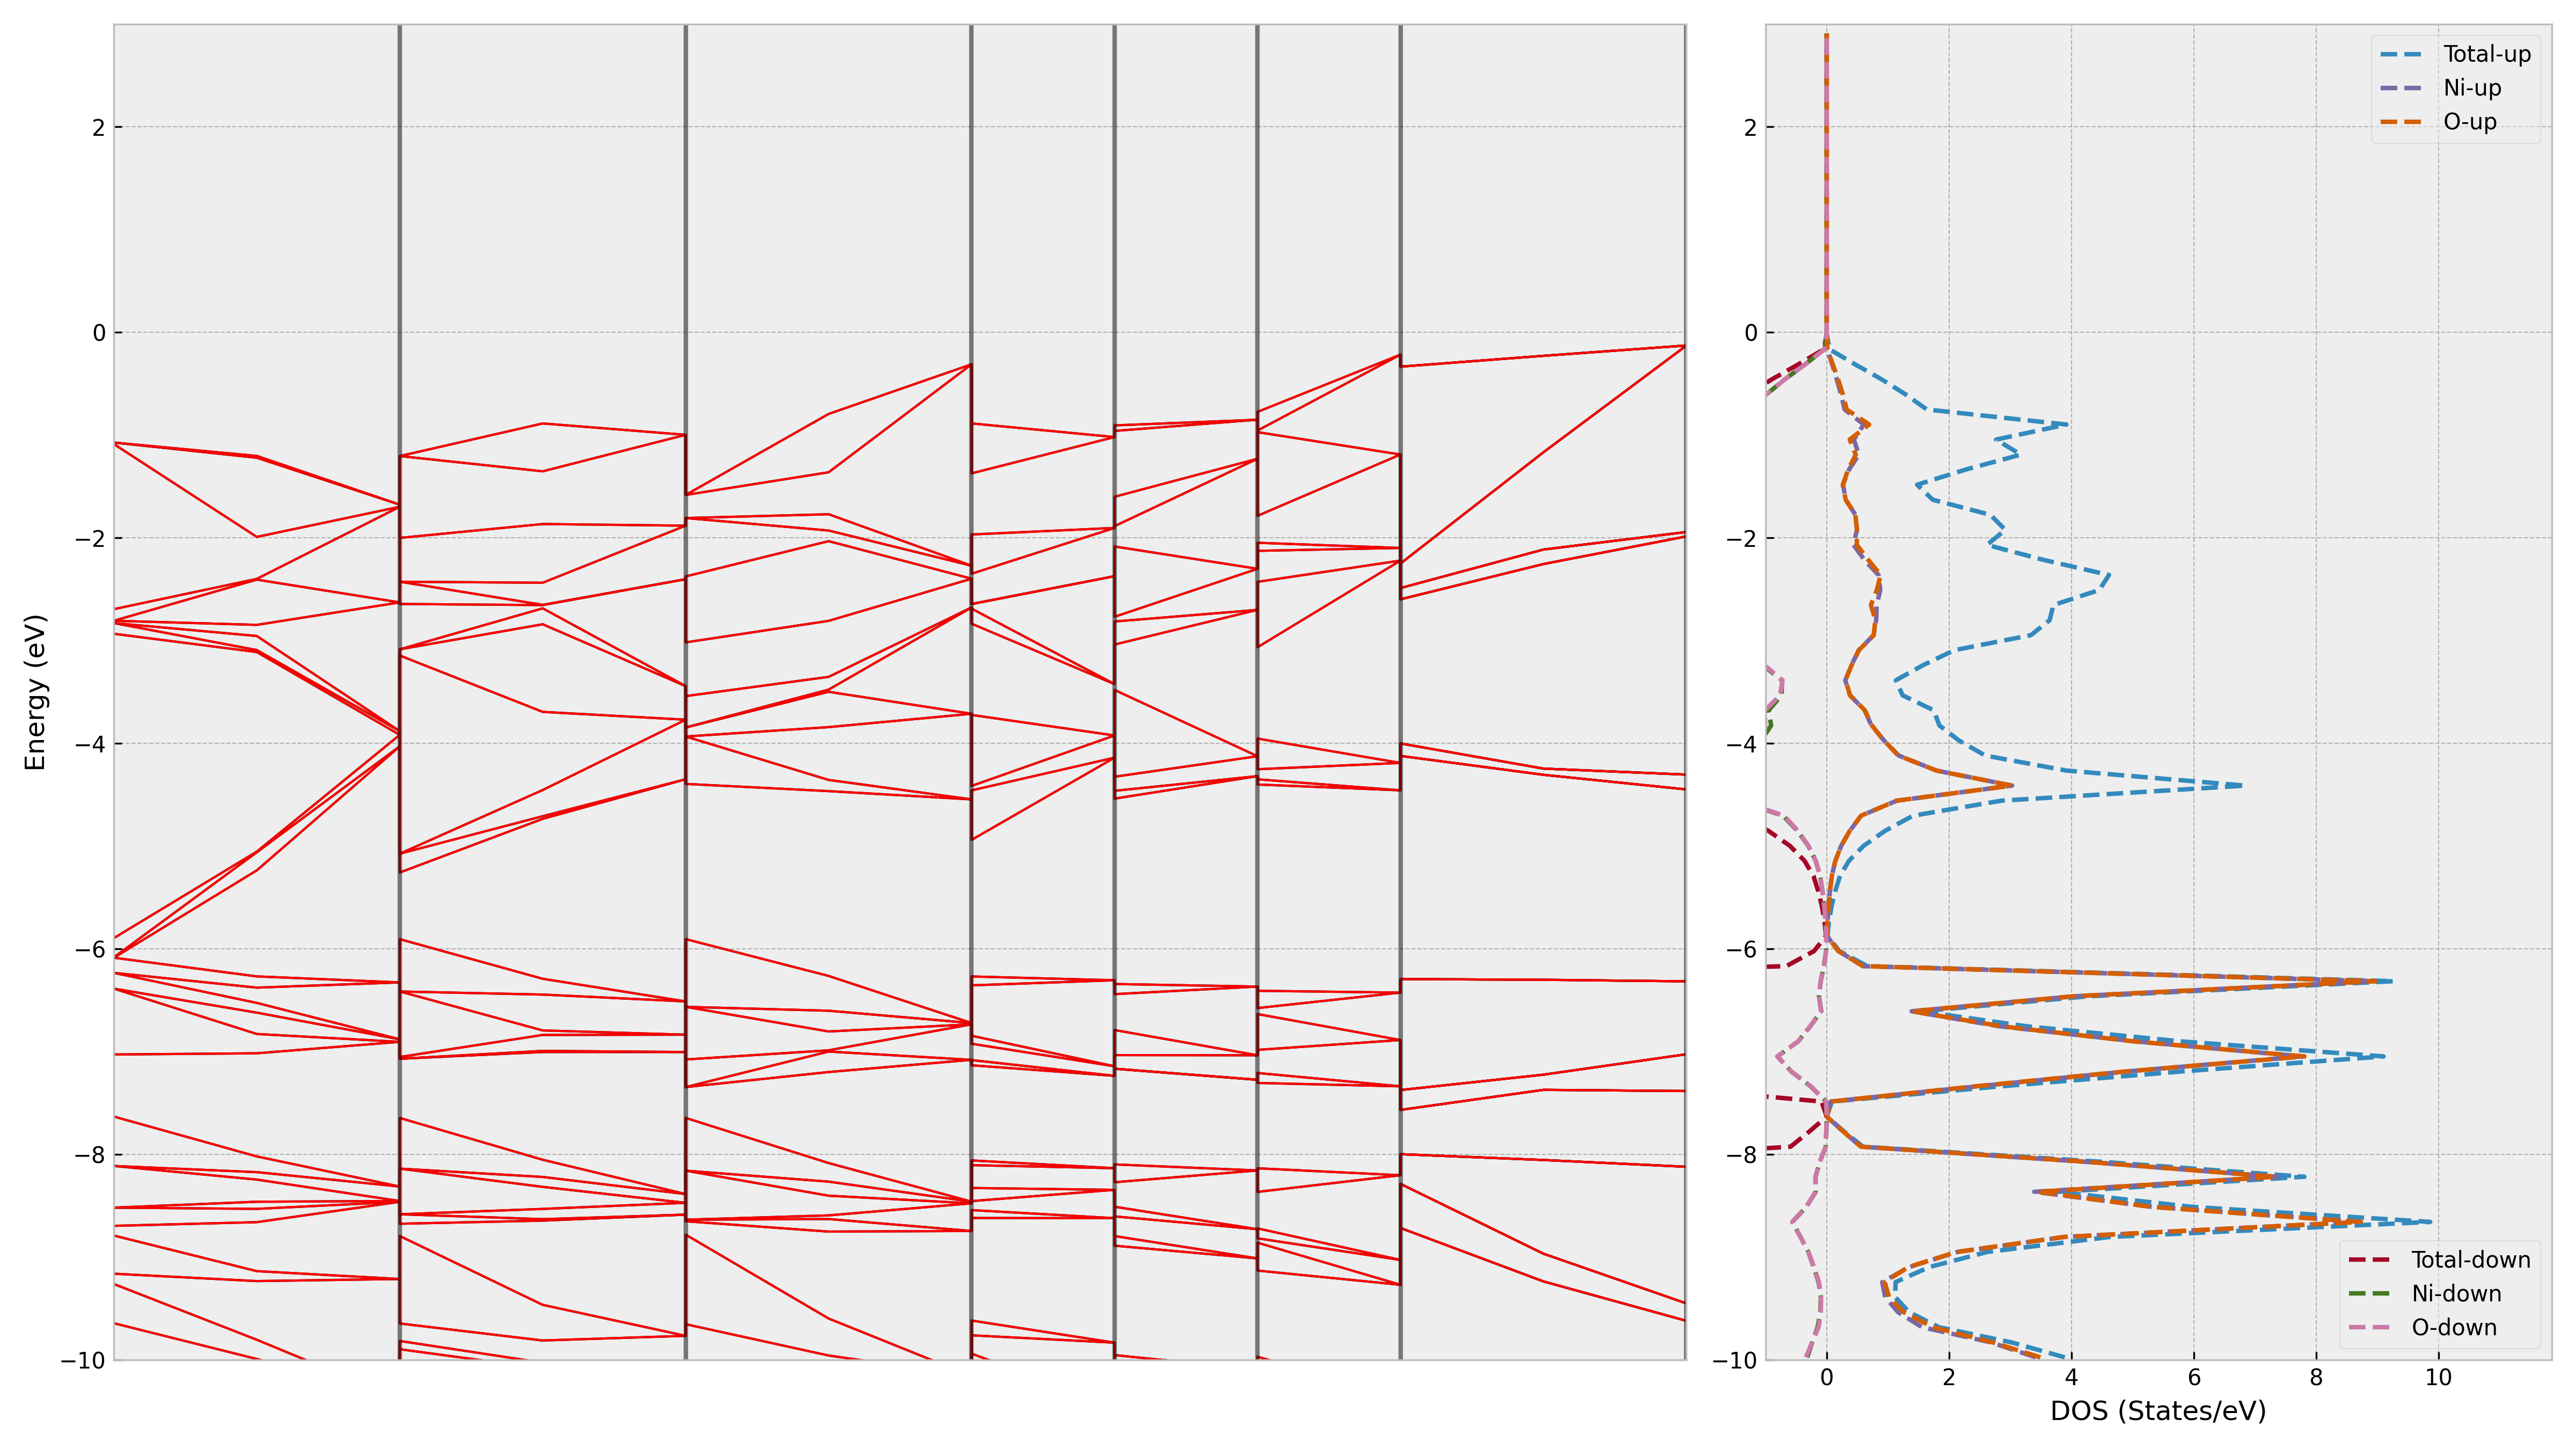 Energy (eV)
2
0
−2
−4
−6
−8
−10
2
0
−2
−4
−6
−8
−10
Total-up
Ni-up
O-up
Total-down
Ni-down
O-down
0 2 4 6 8 10
DOS (States/eV)